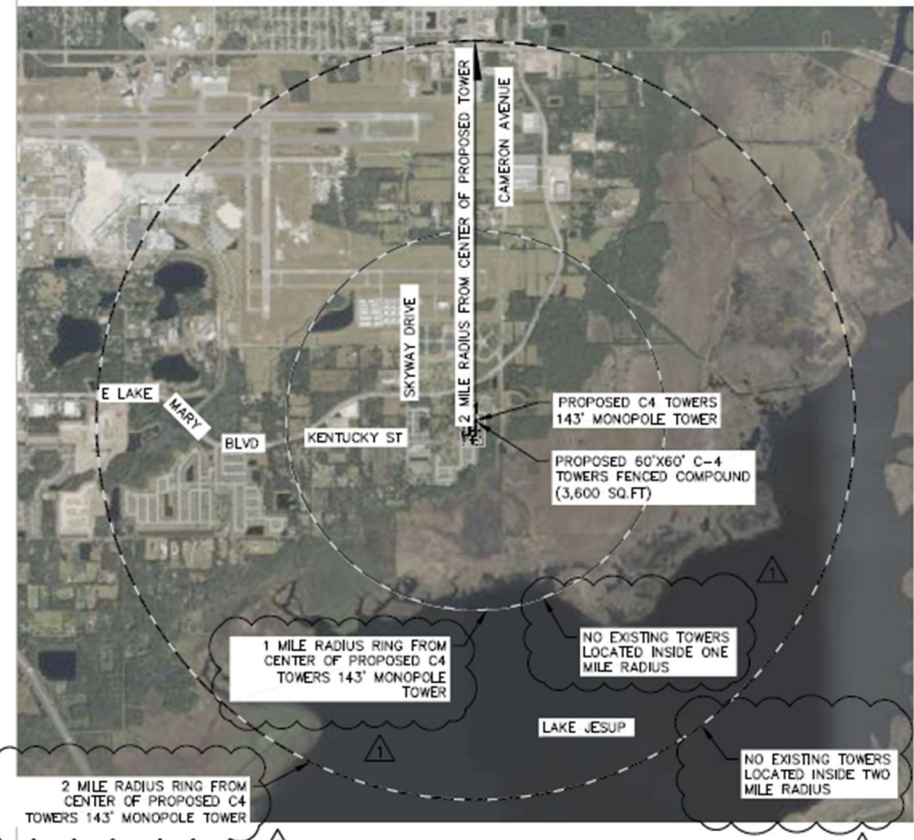 2 MILE RADIUS FROM CENTER OF PROPOSED TOWER
CAMERON AVENUE
SKYWAY DRIVE
E LAKE
MARY
BLVD
KENTUCKY ST
PROPOSED C4 TOWERS
143' MONOPOLE TOWER
PROPOSED 60'X60' C-4
TOWERS FENCED COMPOUND
(3,600 SQ.FT)
1
NO EXISTING TOWERS
LOCATED INSIDE ONE
MILE RADIUS
1 MILE RADIUS RING FROM
CENTER OF PROPOSED C4
TOWERS 143' MONOPOLE
TOWER
LAKE JESUP
1
NO EXISTING TOWERS
LOCATED INSIDE TWO
MILE RADIUS
2 MILE RADIUS RING FROM
CENTER OF PROPOSED C4
TOWERS 143' MONOPOLE TOWER